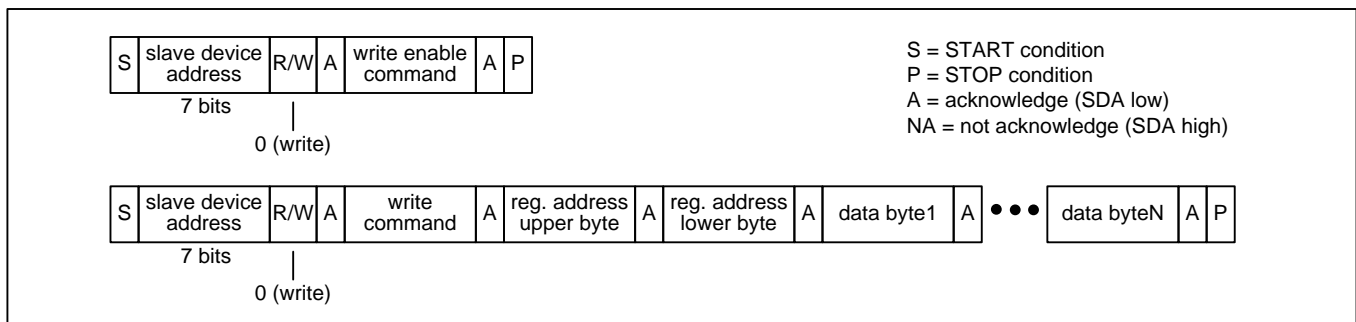 S slave device address R/W A write enable command A P
7 bits
0 (write)
S = START condition
P = STOP condition
A = acknowledge (SDA low)
NA = not acknowledge (SDA high)
S slave device address R/W A write command A reg. address upper byte A reg. address lower byte A data byte1 A ●●● data byteN A P
7 bits
0 (write)